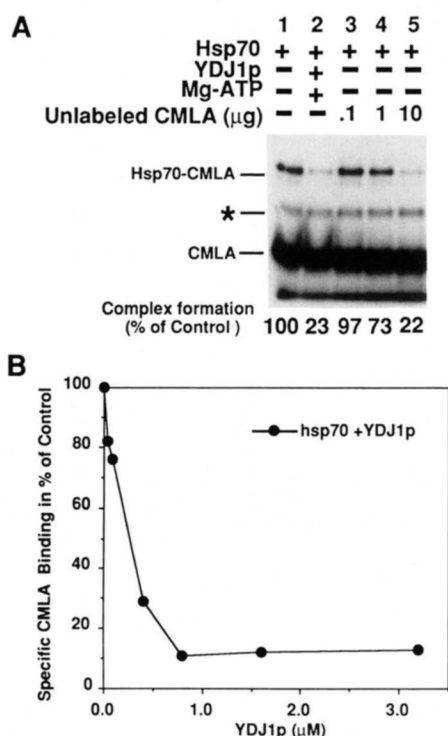 A
1 2 3 4 5
Hsp70 + + + + +
YDJ1p − + − − −
Mg-ATP − + − − −
Unlabeled CMLA (µg) − − .1 1 10
Hsp70-CMLA
*
CMLA
Complex formation
(% of Control ) 100 23 97 73 22
B
100
80
60
40
20
0
Specific CMLA Binding in % of Control
hsp70 +YDJ1p
0.0 1.0 2.0 3.0
YDJ1p (µM)